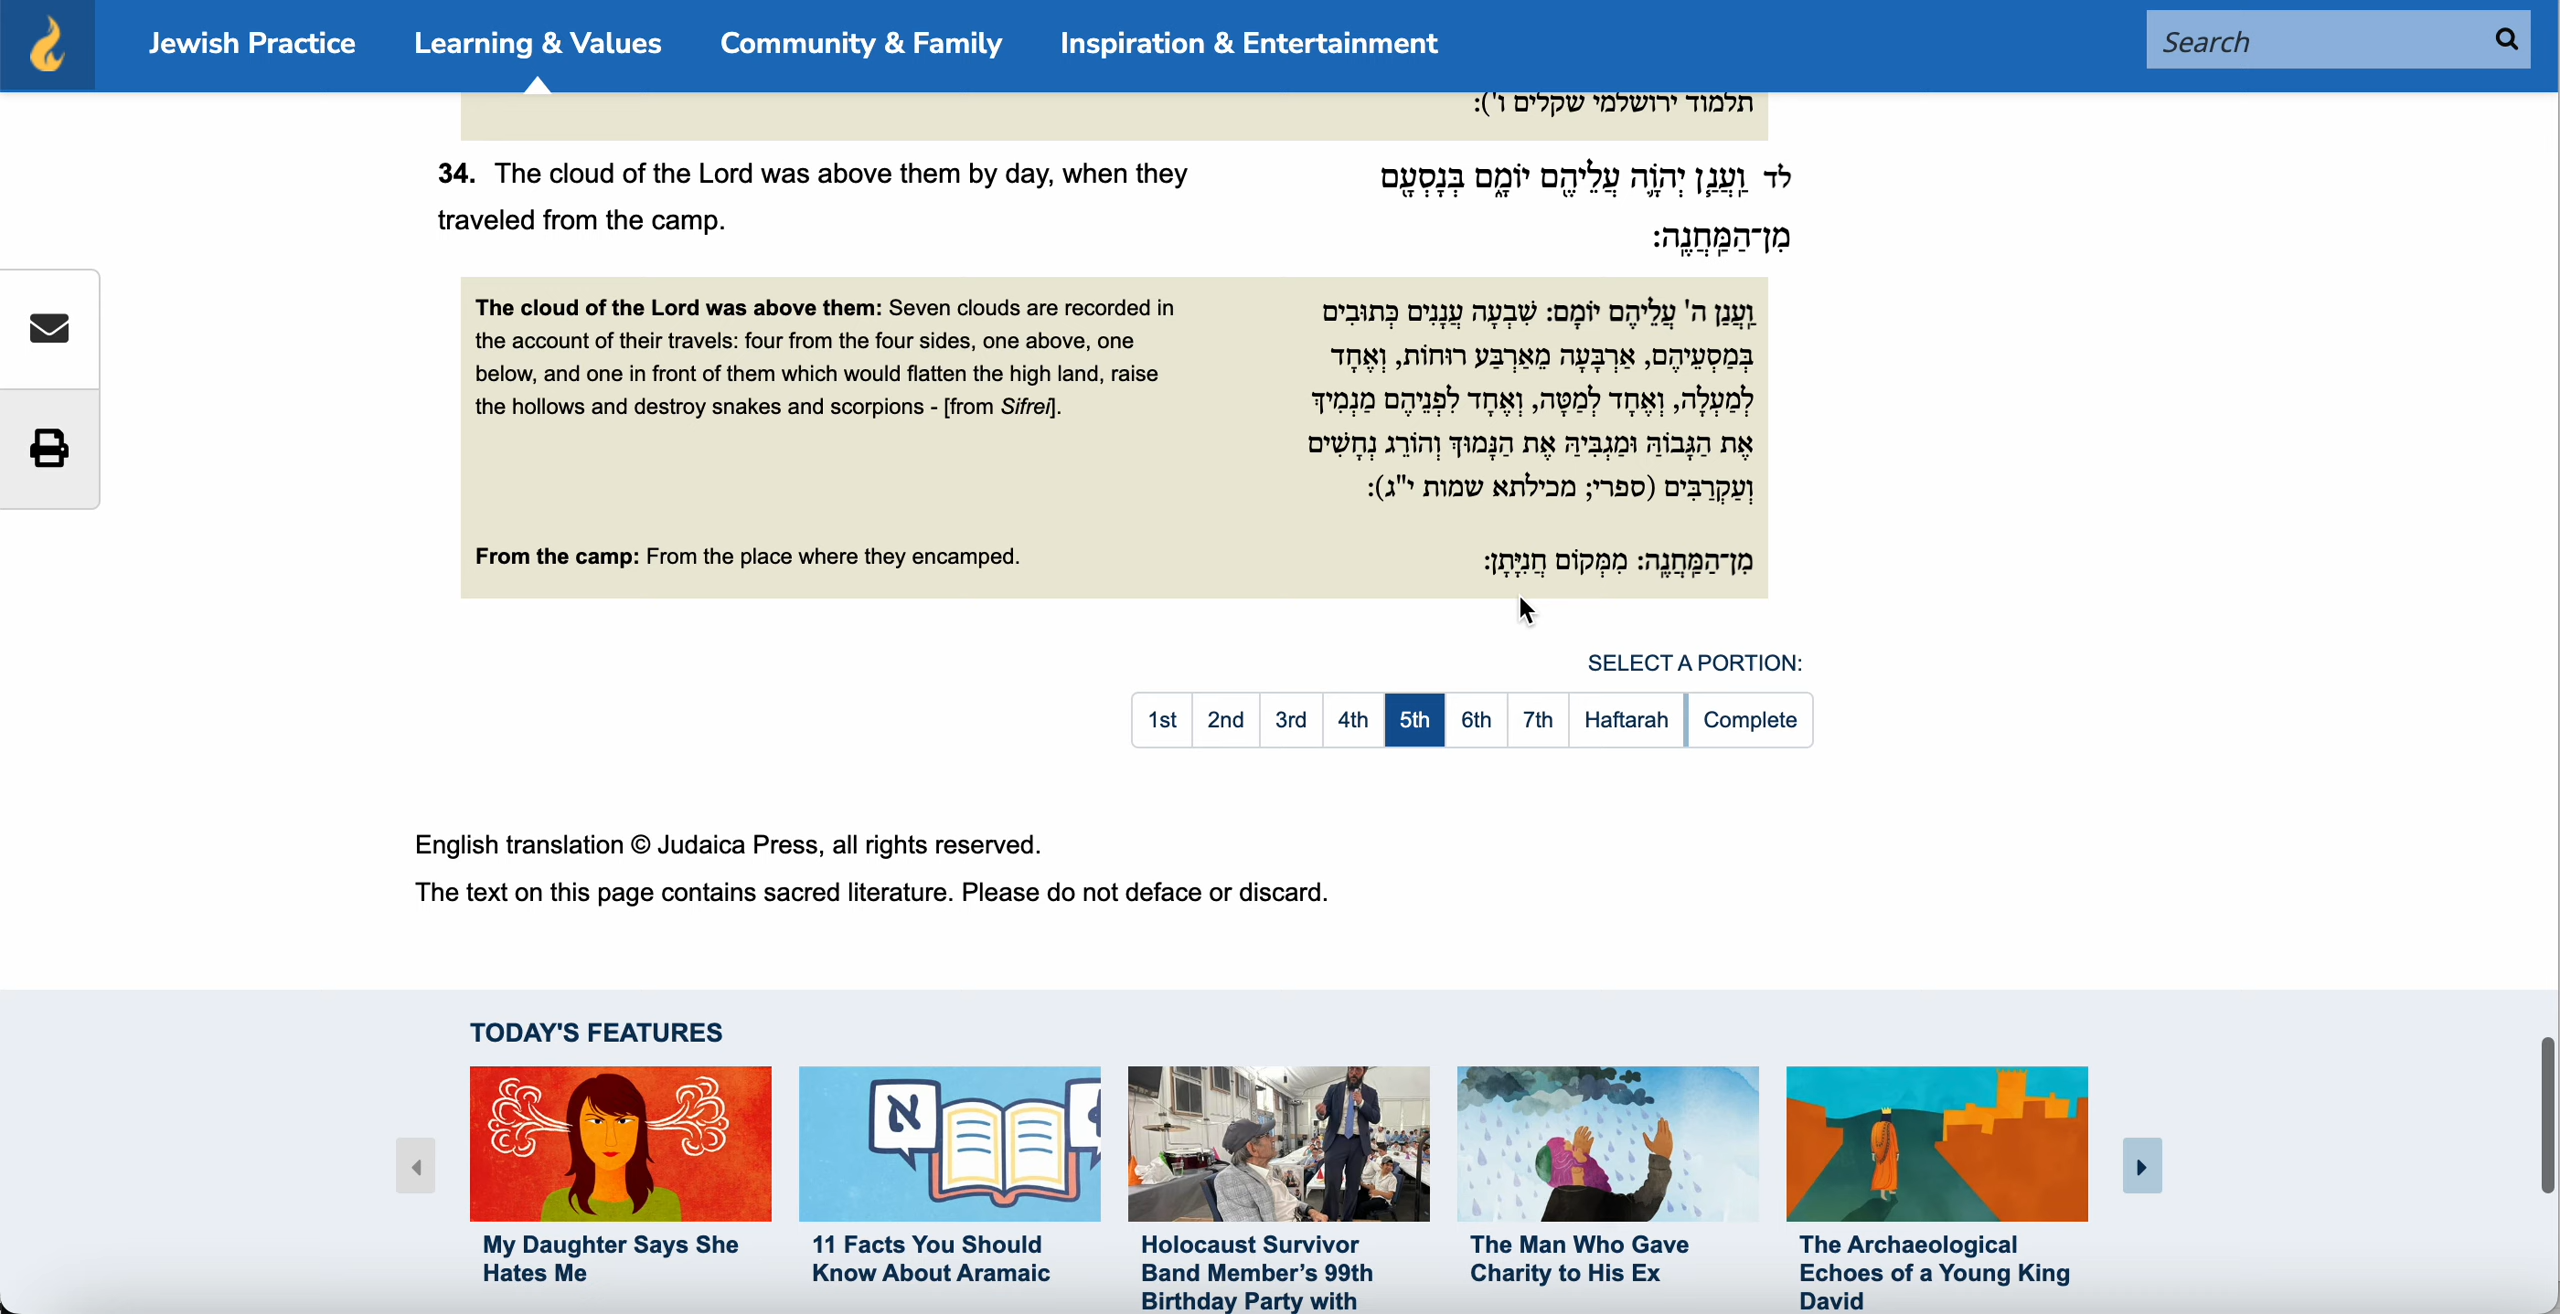 Jewish Practice
Learning & Values
Community & Family
Inspiration & Entertainment
Search
תלמוד ירושלמי שקלים ו'):
34. The cloud of the Lord was above them by day, when they
traveled from the camp.
לד וַֽעֲנַ֧ן יְהֹוָ֛ה עֲלֵיהֶ֖ם יוֹמָ֑ם בְּנָסְעָ֖ם
מִן־הַמַּֽחֲנֶֽה:
The cloud of the Lord was above them: Seven clouds are recorded in
the account of their travels: four from the four sides, one above, one
below, and one in front of them which would flatten the high land, raise
the hollows and destroy snakes and scorpions - [from Sifrei].
וַֽעֲנַן ה' עֲלֵיהֶם יוֹמָם: שִׁבְעָה עֲנָנִים כְּתוּבִים
בְּמַסְעֵיהֶם, אַרְבָּעָה מֵאַרְבַּע רוּחוֹת, וְאֶחָד
לְמַעְלָה, וְאֶחָד לְמַטָּה, וְאֶחָד לִפְנֵיהֶם מַנְמִיךְ
אֶת הַגָּבוֹהַּ וּמַגְבִּיהַּ אֶת הַנָּמוּךְ וְהוֹרֵג נְחָשִׁים
וְעַקְרַבִּים (ספרי; מכילתא שמות י"ג):
From the camp: From the place where they encamped.
מִן־הַמַּֽחֲנֶֽה: מִמְּקוֹם חֲנִיָּתָן:
SELECT A PORTION:
1st 2nd 3rd 4th 5th 6th 7th Haftarah Complete
English translation © Judaica Press, all rights reserved.
The text on this page contains sacred literature. Please do not deface or discard.
TODAY'S FEATURES
א
My Daughter Says She
Hates Me
11 Facts You Should
Know About Aramaic
Holocaust Survivor
Band Member's 99th
Birthday Party with
The Man Who Gave
Charity to His Ex
The Archaeological
Echoes of a Young King
David